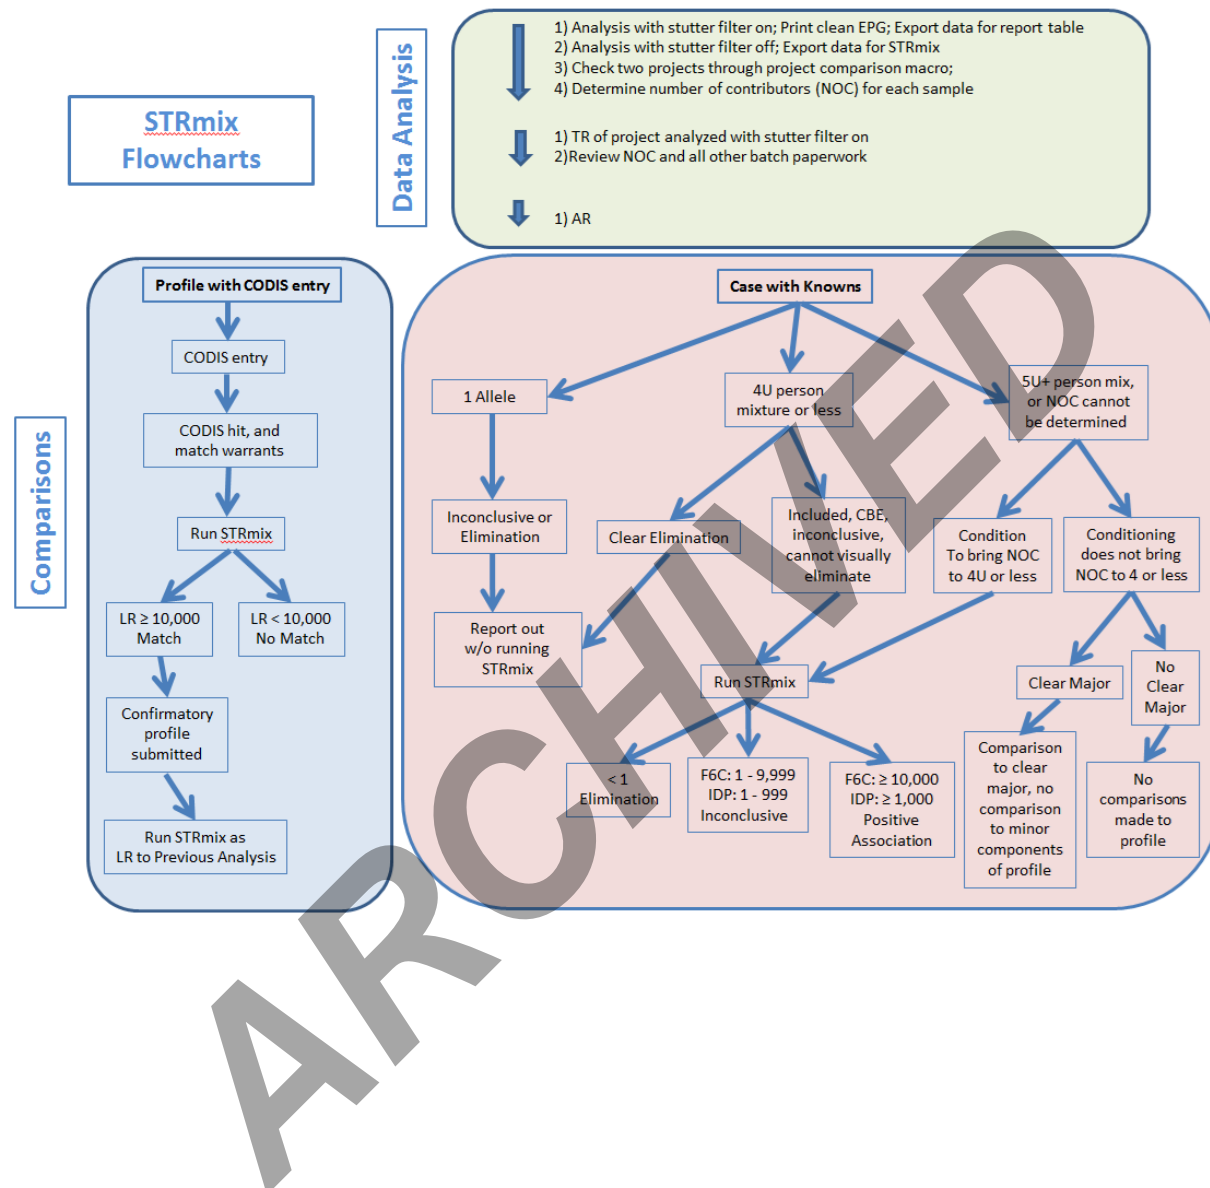 STRmix
Flowcharts
Data Analysis
1) Analysis with stutter filter on; Print clean EPG; Export data for report table
2) Analysis with stutter filter off; Export data for STRmix
3) Check two projects through project comparison macro;
4) Determine number of contributors (NOC) for each sample
1) TR of project analyzed with stutter filter on
2)Review NOC and all other batch paperwork
1) AR
Comparisons
Profile with CODIS entry
CODIS entry
CODIS hit, and
match warrants
Run STRmix
LR ≥ 10,000
Match
LR < 10,000
No Match
Confirmatory
profile
submitted
Run STRmix as
LR to Previous Analysis
Case with Knowns
1 Allele
4U person
mixture or less
5U+ person mix,
or NOC cannot
be determined
Inconclusive or
Elimination
Clear Elimination
Included, CBE,
inconclusive,
cannot visually
eliminate
Condition
To bring NOC
to 4U or less
Conditioning
does not bring
NOC to 4 or less
Report out
w/o running
STRmix
Run STRmix
Clear Major
No
Clear
Major
< 1
Elimination
F6C: 1 - 9,999
IDP: 1 - 999
Inconclusive
F6C: ≥ 10,000
IDP: ≥ 1,000
Positive
Association
Comparison
to clear
major, no
comparison
to minor
components
of profile
No
comparisons
made to
profile
ARCHIVED